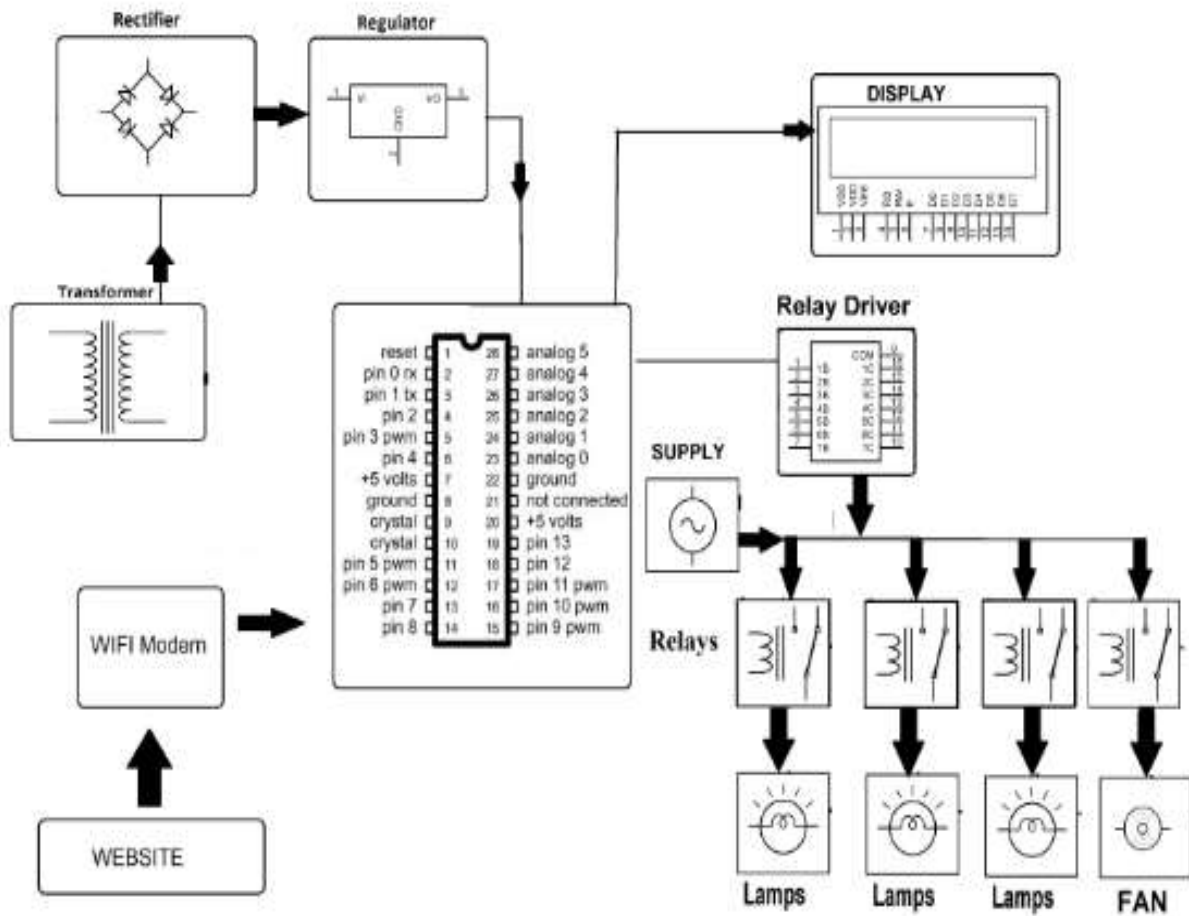 Rectifier
Regulator
DISPLAY
Transformer
Relay Driver
reset 1 28 analog 5
pin 0 rx 2 27 analog 4
pin 1 tx 3 26 analog 3
pin 2 4 25 analog 2
pin 3 pwm 5 24 analog 1
pin 4 6 23 analog 0
+5 volts 7 22 ground
ground 8 21 not connected
crystal 9 20 +5 volts
crystal 10 19 pin 13
pin 5 pwm 11 18 pin 12
pin 6 pwm 12 17 pin 11 pwm
pin 7 13 16 pin 10 pwm
pin 8 14 15 pin 9 pwm
COM
SUPPLY
WIFI Modem
Relays
WEBSITE
Lamps
Lamps
Lamps
FAN